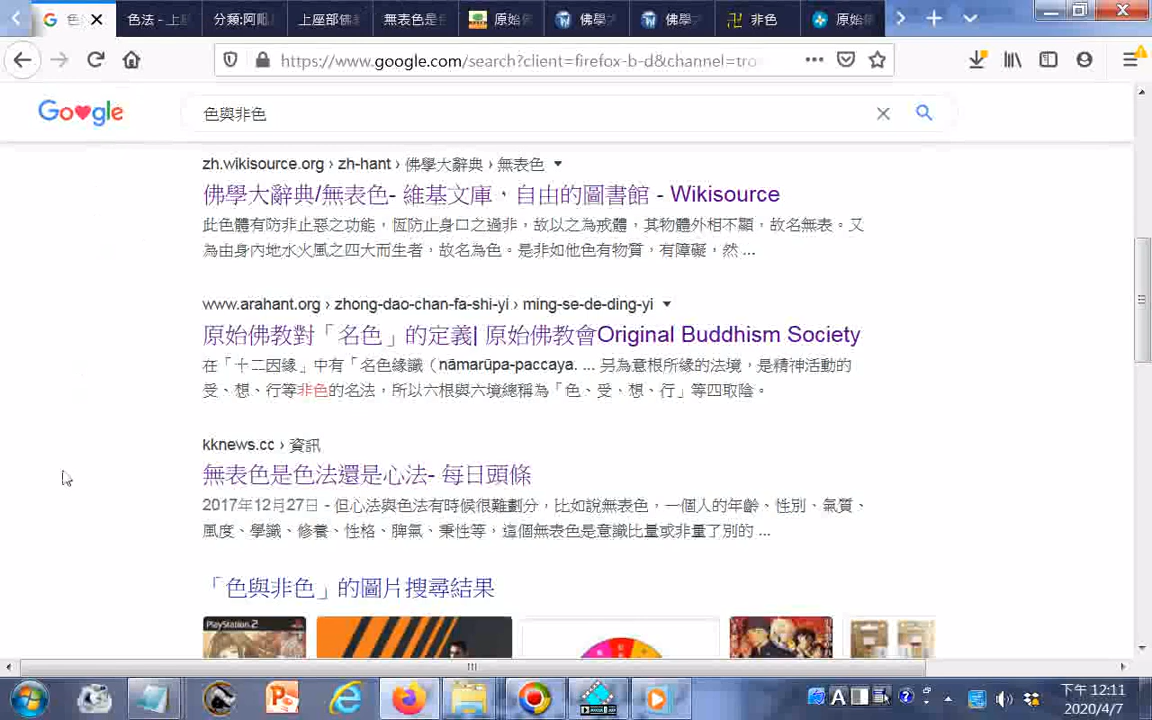 色法 - 上座
分類:阿毗
上座部佛
無表色是
原始
佛學
佛學
非色
原始
https://www.google.com/search?client=firefox-b-d&channel=tro
Google
色與非色
zh.wikisource.org › zh-hant › 佛學大辭典 › 無表色
佛學大辭典/無表色- 維基文庫，自由的圖書館 - Wikisource
此色體有防非止惡之功能，恆防止身口之過非，故以之為戒體，其物體外相不顯，故名無表。又
為由身內地水火風之四大而生者，故名為色。是非如他色有物質，有障礙，然 ...
www.arahant.org › zhong-dao-chan-fa-shi-yi › ming-se-de-ding-yi
原始佛教對「名色」的定義| 原始佛教會Original Buddhism Society
在「十二因緣」中有「名色緣識（nāmarūpa-paccaya. ... 另為意根所緣的法境，是精神活動的
受、想、行等非色的名法，所以六根與六境總稱為「色、受、想、行」等四取陰。
kknews.cc › 資訊
無表色是色法還是心法- 每日頭條
2017年12月27日 - 但心法與色法有時候很難劃分，比如說無表色，一個人的年齡、性別、氣質、
風度、學識、修養、性格、脾氣、秉性等，這個無表色是意識比量或非量了別的 ...
「色與非色」的圖片搜尋結果
PlayStation 2
下午 12:11
2020/4/7